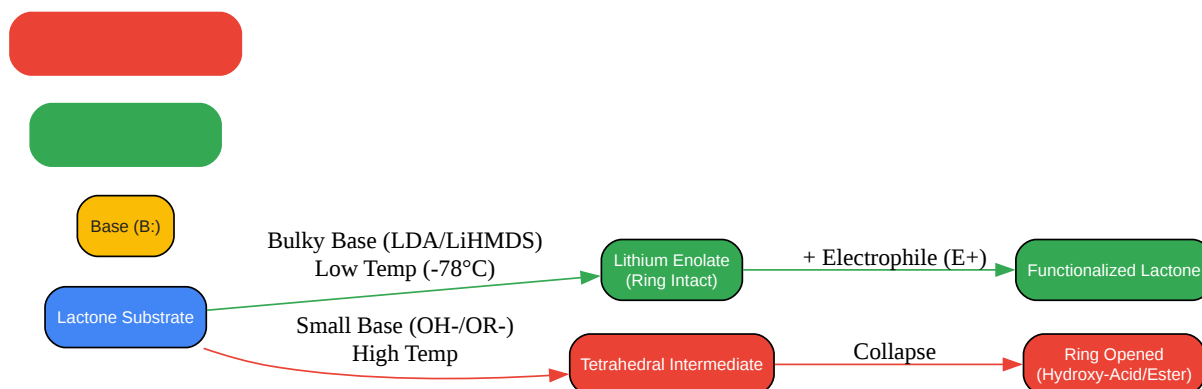 Base (B:)
Lactone Substrate
Bulky Base (LDA/LiHMDS)
Low Temp (-78°C)
Lithium Enolate
(Ring Intact)
+ Electrophile (E+)
Functionalized Lactone
Small Base (OH-/OR-)
High Temp
Tetrahedral Intermediate
Collapse
Ring Opened
(Hydroxy-Acid/Ester)